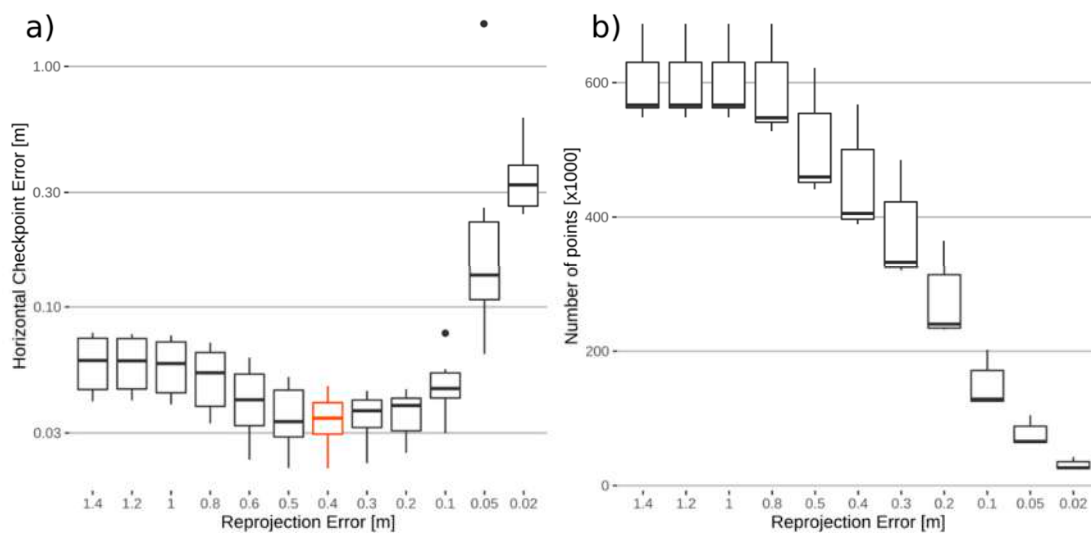 a)
Horizontal Checkpoint Error [m]
1.00
0.30
0.10
0.03
1.4 1.2 1 0.8 0.6 0.5 0.4 0.3 0.2 0.1 0.05 0.02
Reprojection Error [m]
b)
Number of points [x1000]
600
400
200
0
1.4 1.2 1 0.8 0.5 0.4 0.3 0.2 0.1 0.05 0.02
Reprojection Error [m]